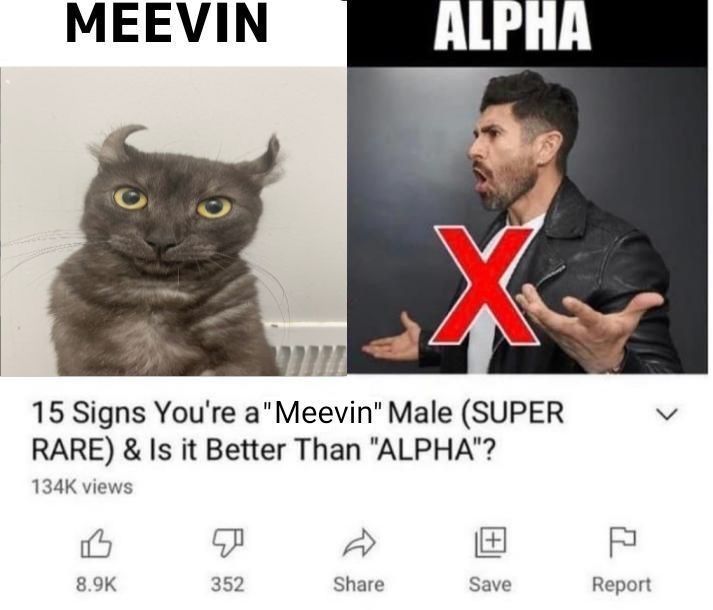 MEEVIN
ALPHA
X
15 Signs You're a "Meevin" Male (SUPER
RARE) & Is it Better Than "ALPHA"?
134K views
8.9K
352
Share
Save
Report